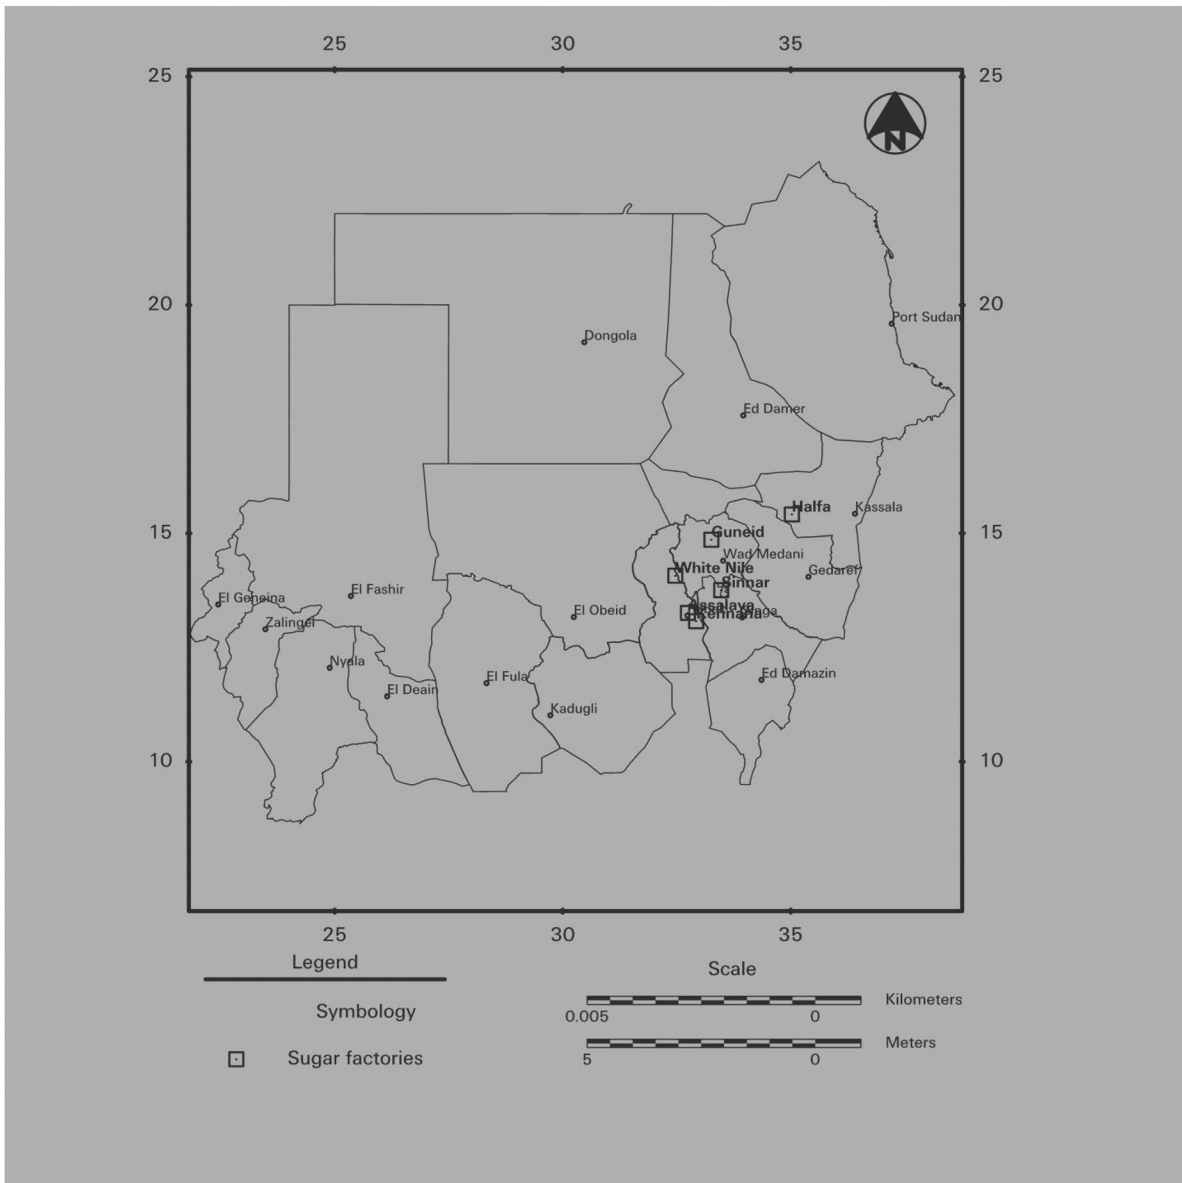 25 30 35
25 25
N
20 20
Port Sudan
Dongola
Ed Damer
Halfa
Kassala
15 15
Guneid
Wad Medani
White Nile
Gedaref
Sinnar
El Fashir
El Geneina
El Obeid
Assalaya
Kennana
Zalingei
Nyala
Ed Damazin
El Fula
El Deain
Kadugli
10 10
25 30 35
Legend
Scale
Kilometers
Symbology
0.005 0
Meters
Sugar factories
5 0